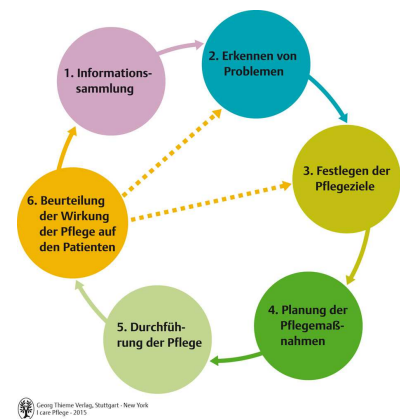 1. Informations-
sammlung
2. Erkennen von
Problemen
3. Festlegen der
Pflegeziele
4. Planung der
Pflegemaß-
nahmen
5. Durchfüh-
rung der Pflege
6. Beurteilung
der Wirkung
der Pflege auf
den Patienten
Georg Thieme Verlag, Stuttgart - New York
I care Pflege - 2015